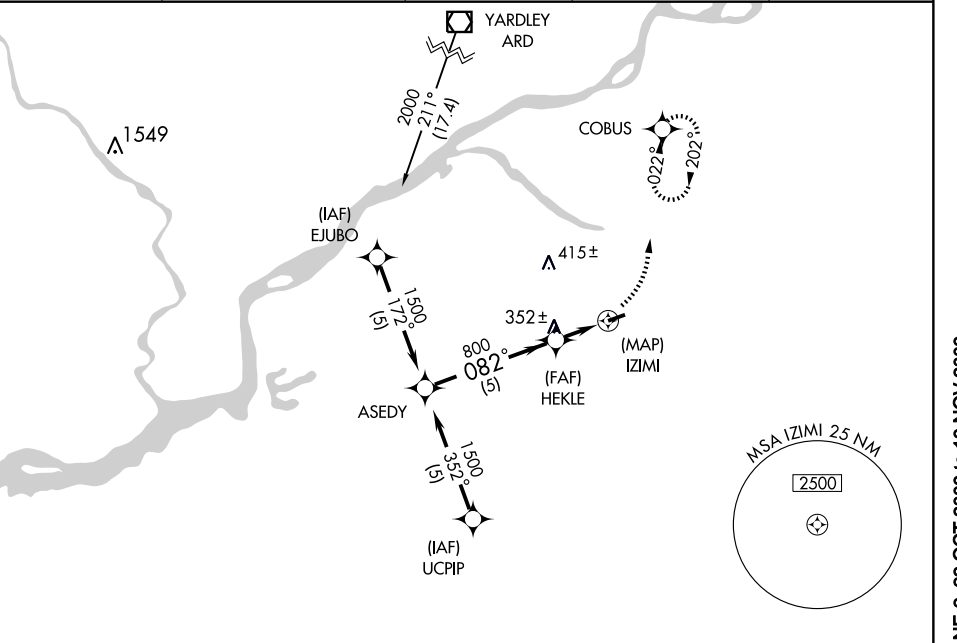 YARDLEY
ARD
2000
211°
(17.4)
1549
COBUS
022°
202°
(IAF)
EJUBO
415±
1500
172°
(5)
352±
800
082°
(5)
(MAP)
IZIMI
(FAF)
HEKLE
ASEDY
1500
352°
(5)
(IAF)
UCPIP
MSA IZIMI 25 NM
2500